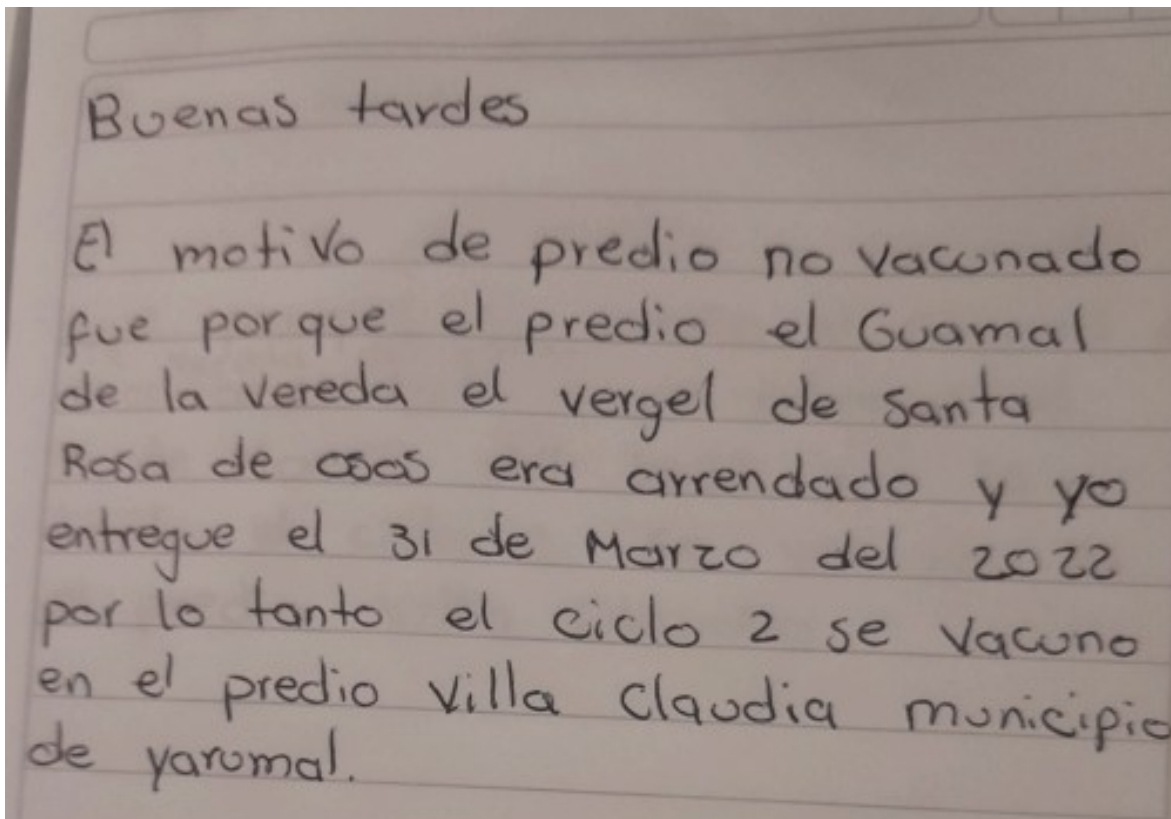 Buenas tardes
El motivo de predio no vacunado
fue por que el predio el Guamal
de la vereda el vergel de Santa
Rosa de osos era arrendado y yo
entregue el 31 de Marzo del 2022
por lo tanto el ciclo 2 se vacuno
en el predio Villa Claudia municipio
de yarumal.